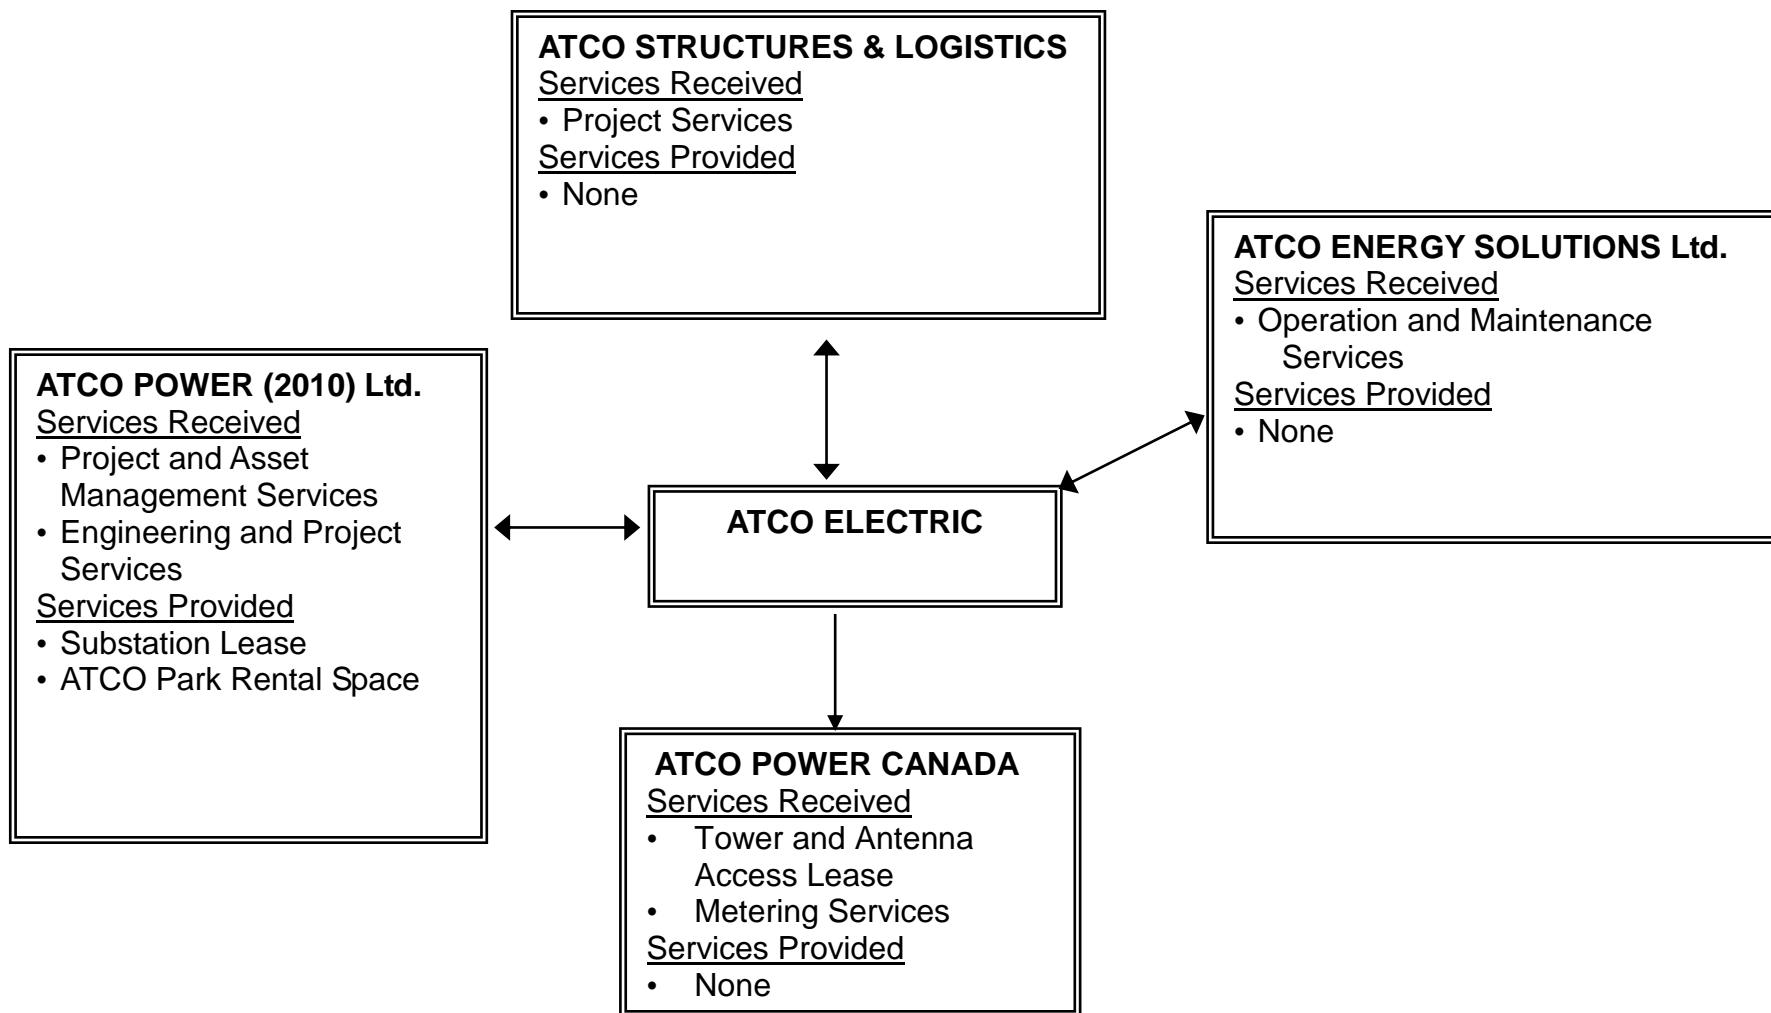 ATCO STRUCTURES & LOGISTICS
Services Received
• Project Services
Services Provided
• None
ATCO ENERGY SOLUTIONS Ltd.
Services Received
• Operation and Maintenance
Services
Services Provided
• None
ATCO POWER (2010) Ltd.
Services Received
• Project and Asset
Management Services
• Engineering and Project
Services
Services Provided
• Substation Lease
• ATCO Park Rental Space
ATCO ELECTRIC
ATCO POWER CANADA
Services Received
• Tower and Antenna
Access Lease
• Metering Services
Services Provided
• None